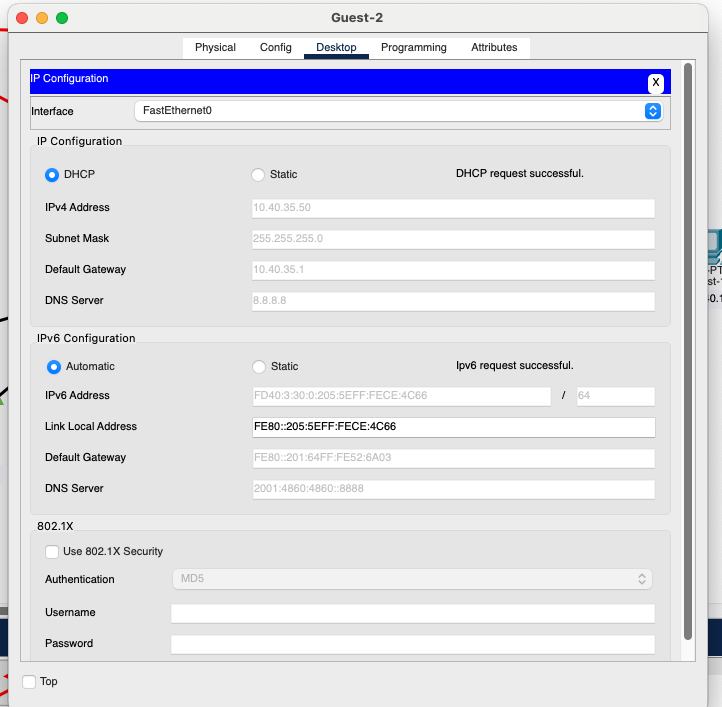 Guest-2
Physical Config Desktop Programming Attributes
IP Configuration
X
Interface FastEthernet0
IP Configuration
DHCP Static DHCP request successful.
IPv4 Address 10.40.35.50
Subnet Mask 255.255.255.0
Default Gateway 10.40.35.1
DNS Server 8.8.8.8
IPv6 Configuration
Automatic Static Ipv6 request successful.
IPv6 Address FD40:3:30:0:205:5EFF:FECE:4C66 / 64
Link Local Address FE80::205:5EFF:FECE:4C66
Default Gateway FE80::201:64FF:FE52:6A03
DNS Server 2001:4860:4860::8888
802.1X
Use 802.1X Security
Authentication MD5
Username
Password
Top
-PT
st-